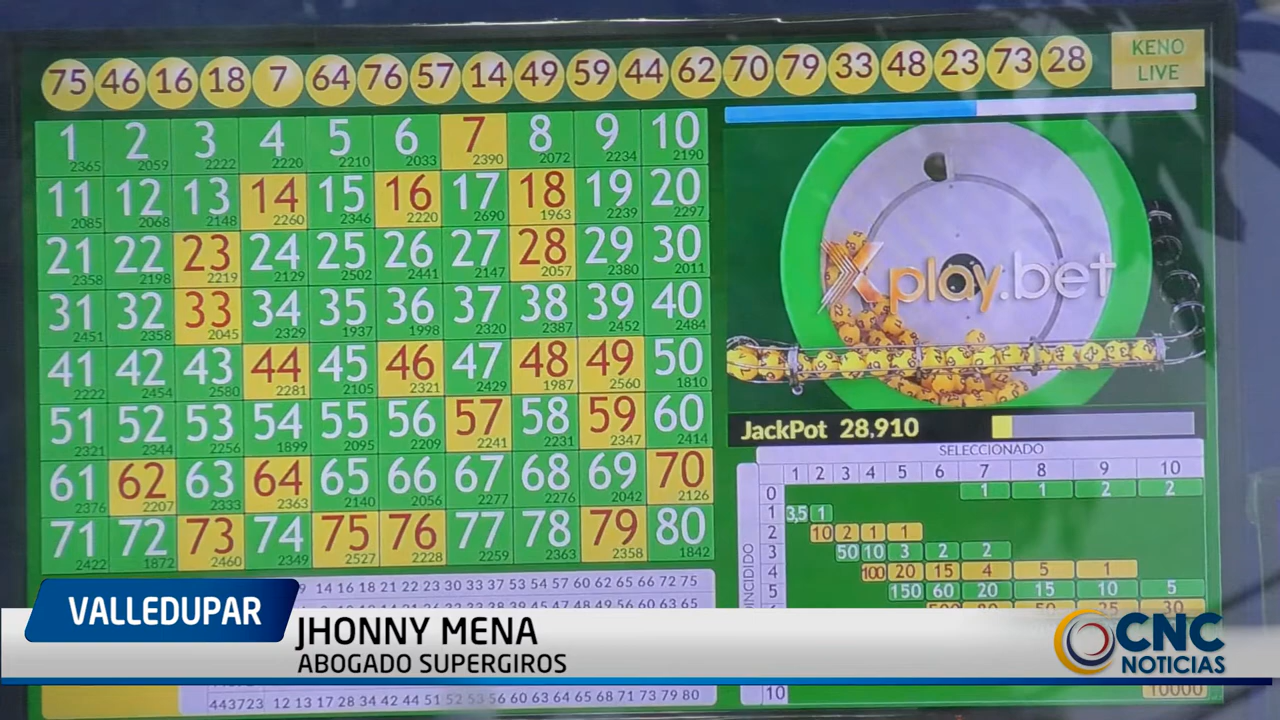 75 46 16 18 7 64 76 57 14 49 59 44 62 70 79 33 48 23 73 28
KENO
LIVE
1 2 3 4 5 6 7 8 9 10
2365 2059 2222 2220 2210 2033 2390 2072 2234 2190
11 12 13 14 15 16 17 18 19 20
2085 2068 2148 2260 2346 2220 2690 1963 2239 2297
21 22 23 24 25 26 27 28 29 30
2358 2198 2219 2129 2502 2441 2147 2057 2380 2011
31 32 33 34 35 36 37 38 39 40
2451 2358 2045 2329 1937 1998 2320 2387 2452 2484
41 42 43 44 45 46 47 48 49 50
2222 2454 2580 2281 2105 2321 2429 1987 2560 1810
51 52 53 54 55 56 57 58 59 60
2321 2344 2256 1899 2095 2209 2241 2231 2347 2414
61 62 63 64 65 66 67 68 69 70
2376 2207 2333 2363 2140 2056 2277 2276 2042 2126
71 72 73 74 75 76 77 78 79 80
2422 1872 2460 2349 2527 2228 2259 2363 2358 1842
Xplay.bet
JackPot 28,910
SELECCIONADO
1 2 3 4 5 6 7 8 9 10
0 1 1 2 2
1 3,5 1
2 10 2 1 1
3 50 10 3 2 2
4 100 20 15 4 5 1
5 150 60 20 15 10 5
10 10000
14 16 18 21 22 23 30 33 37 53 54 57 60 62 65 66 72 75
443723 12 13 17 28 34 42 44 51 52 53 56 60 63 64 65 68 71 73 79 80
VALLEDUPAR
JHONNY MENA
ABOGADO SUPERGIROS
CNC
NOTICIAS